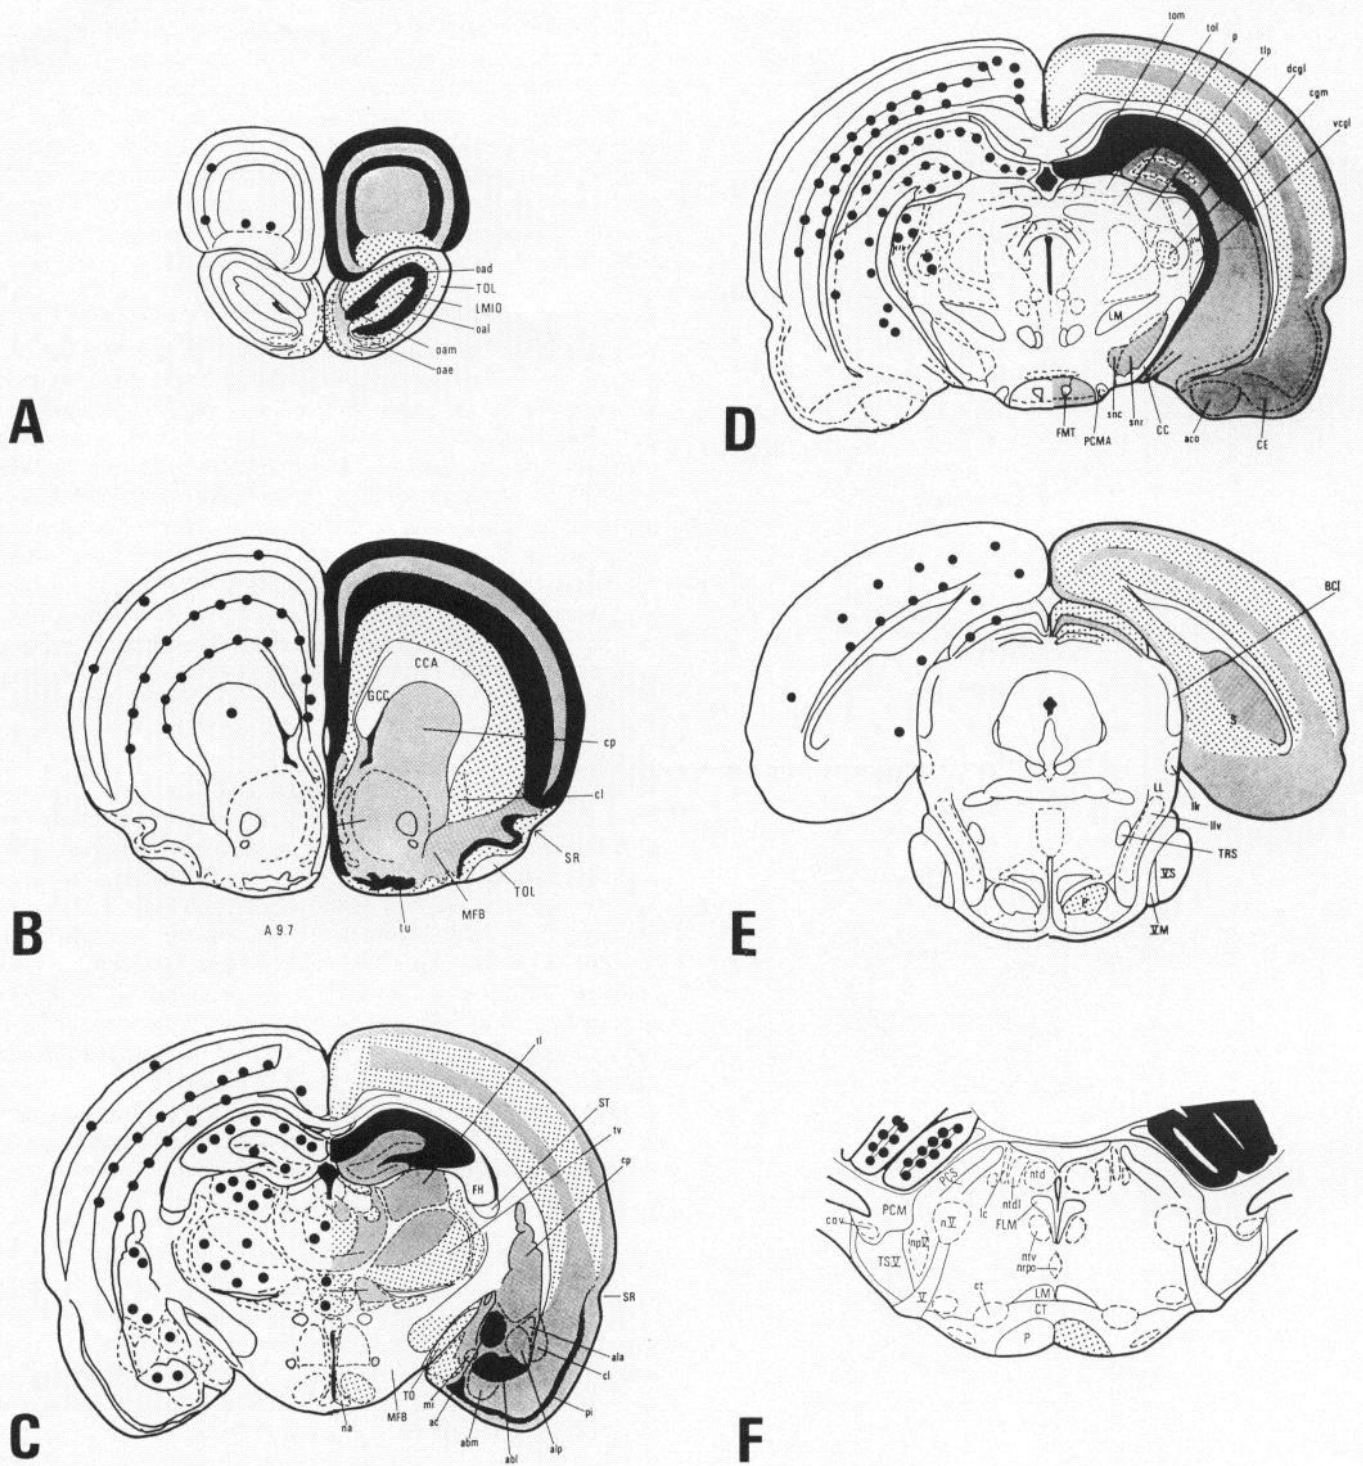 A
oad
TOL
LMIO
oal
oam
oae
B
CCA
GCC
cp
cl
SR
TOL
MFB
tu
A 9.7
C
tl
ST
tv
cp
FH
SR
ala
cl
pi
alp
abl
abm
ac
mi
TO
MFB
na
D
tom
tol
p
tlp
dcgl
cgm
vcgl
LM
snc
snr
FMT
PCMA
CC
aco
CE
E
BCI
S
LL
lk
llv
TRS
VS
VM
P
F
PCS
PCM
cov
TSV
V
nV
npV
lc
ntd
ntdl
FLM
ntv
nrpo
ct
LM
CT
P